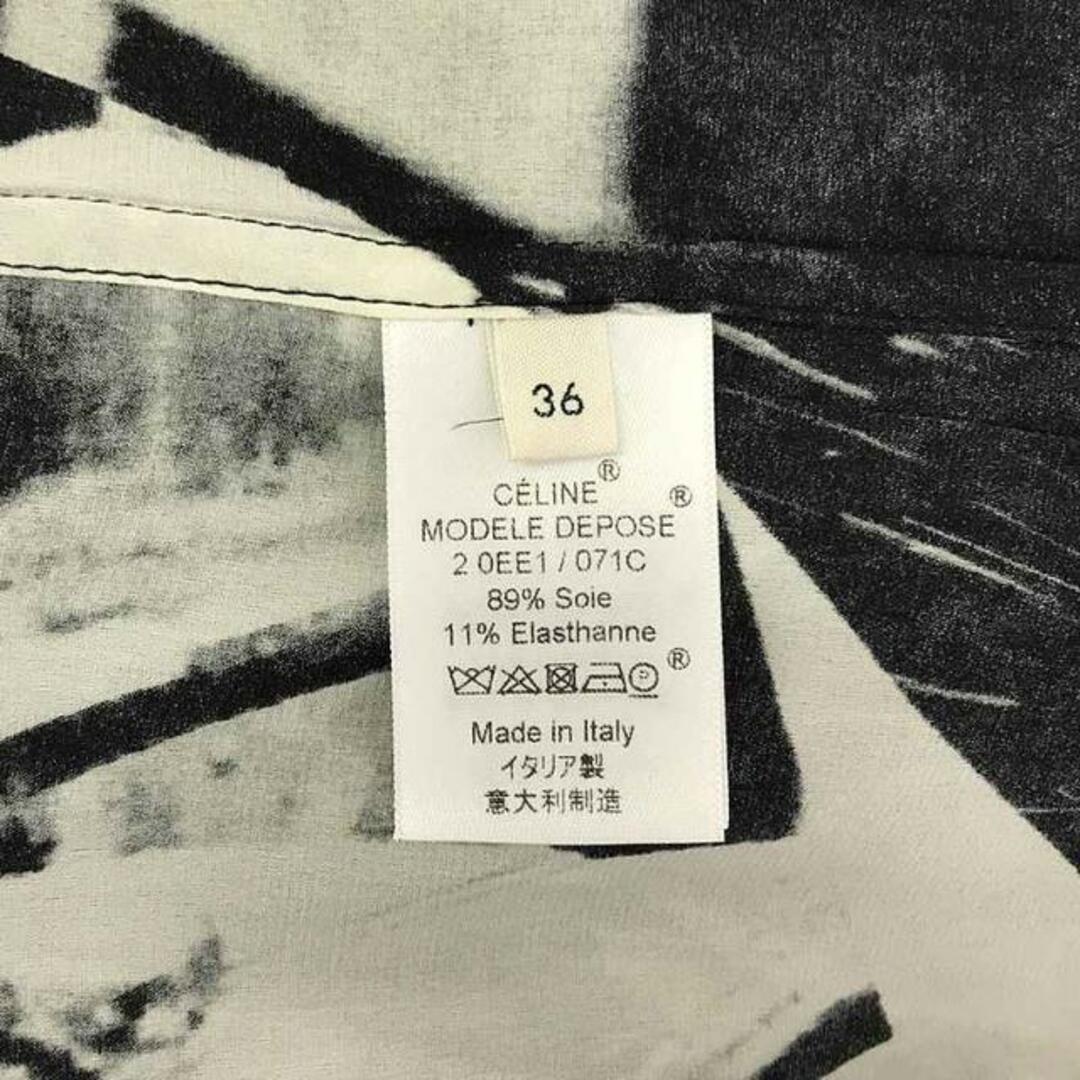 36
CÉLINE®
MODELE DEPOSE®
2 0EE1 / 071C
89% Soie
11% Elasthanne
®
Made in Italy
イタリア製
意大利制造